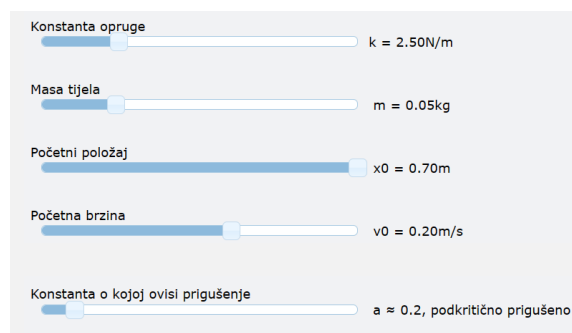 Konstanta opruge
k = 2.50N/m
Masa tijela
m = 0.05kg
Početni položaj
x0 = 0.70m
Početna brzina
v0 = 0.20m/s
Konstanta o kojoj ovisi prigušenje
a ≈ 0.2, podkritično prigušeno